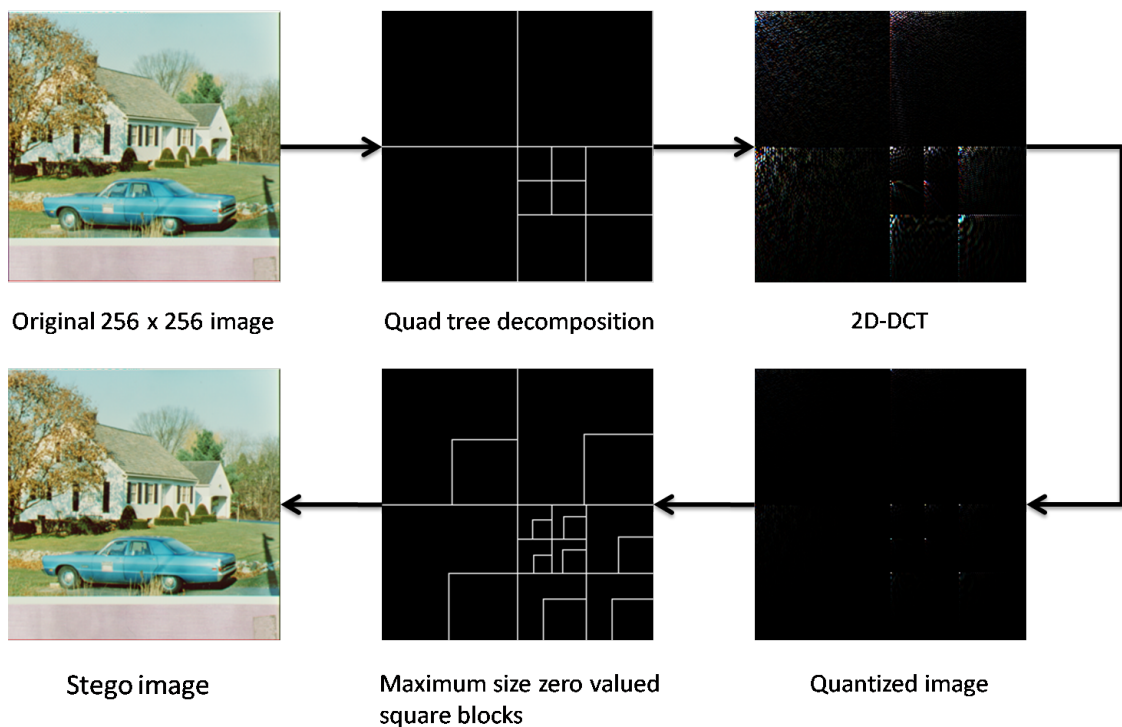 Original 256 x 256 image
Quad tree decomposition
2D-DCT
Stego image
Maximum size zero valued
square blocks
Quantized image